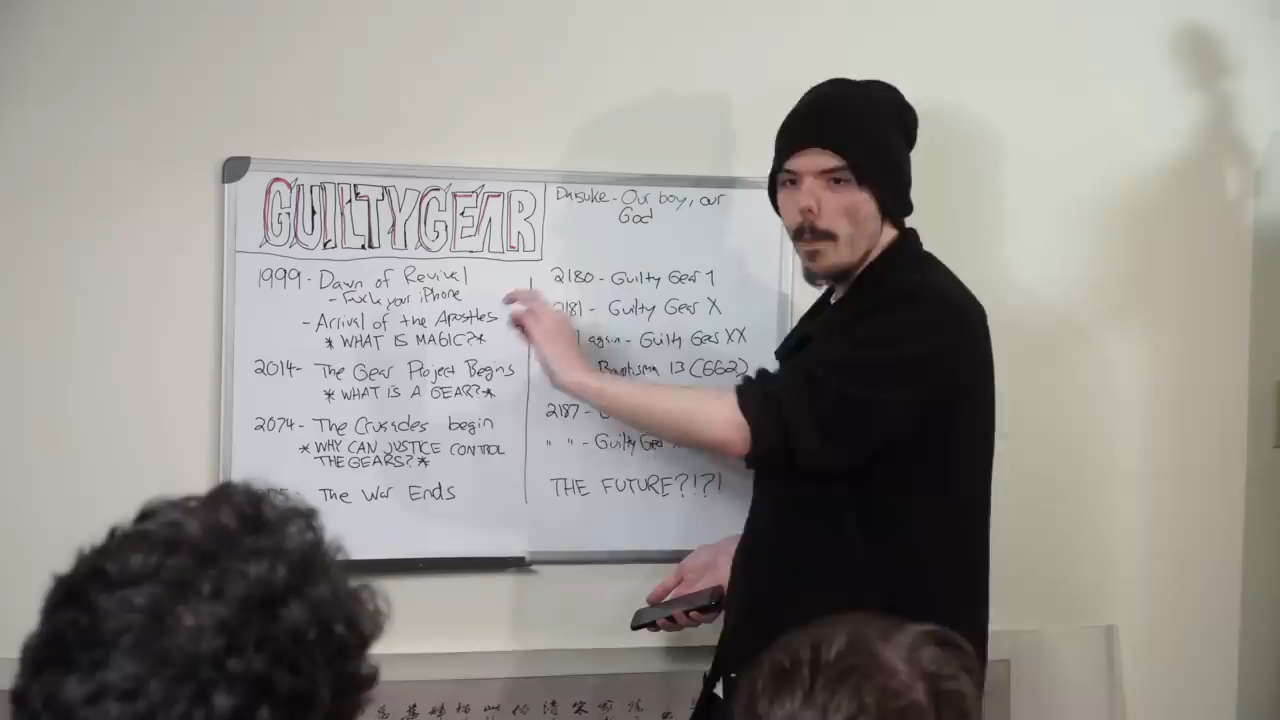 GUILTY GEAR
1999 - Dawn of Revival
- Fuck your iPhone
- Arrival of the Apostles
* WHAT IS MAGIC? *
2014 - The Gear Project Begins
* WHAT IS A GEAR? *
2074 - The Crusades begin
* WHY CAN JUSTICE CONTROL
THE GEARS? *
The War Ends
Daisuke - Our boy, our
God
2180 - Guilty Gear 1
2181 - Guilty Gear X
again - Guilty Gear XX
Baptisma 13 (GG2)
2187 -
" " - Guilty Gear
THE FUTURE?!?!